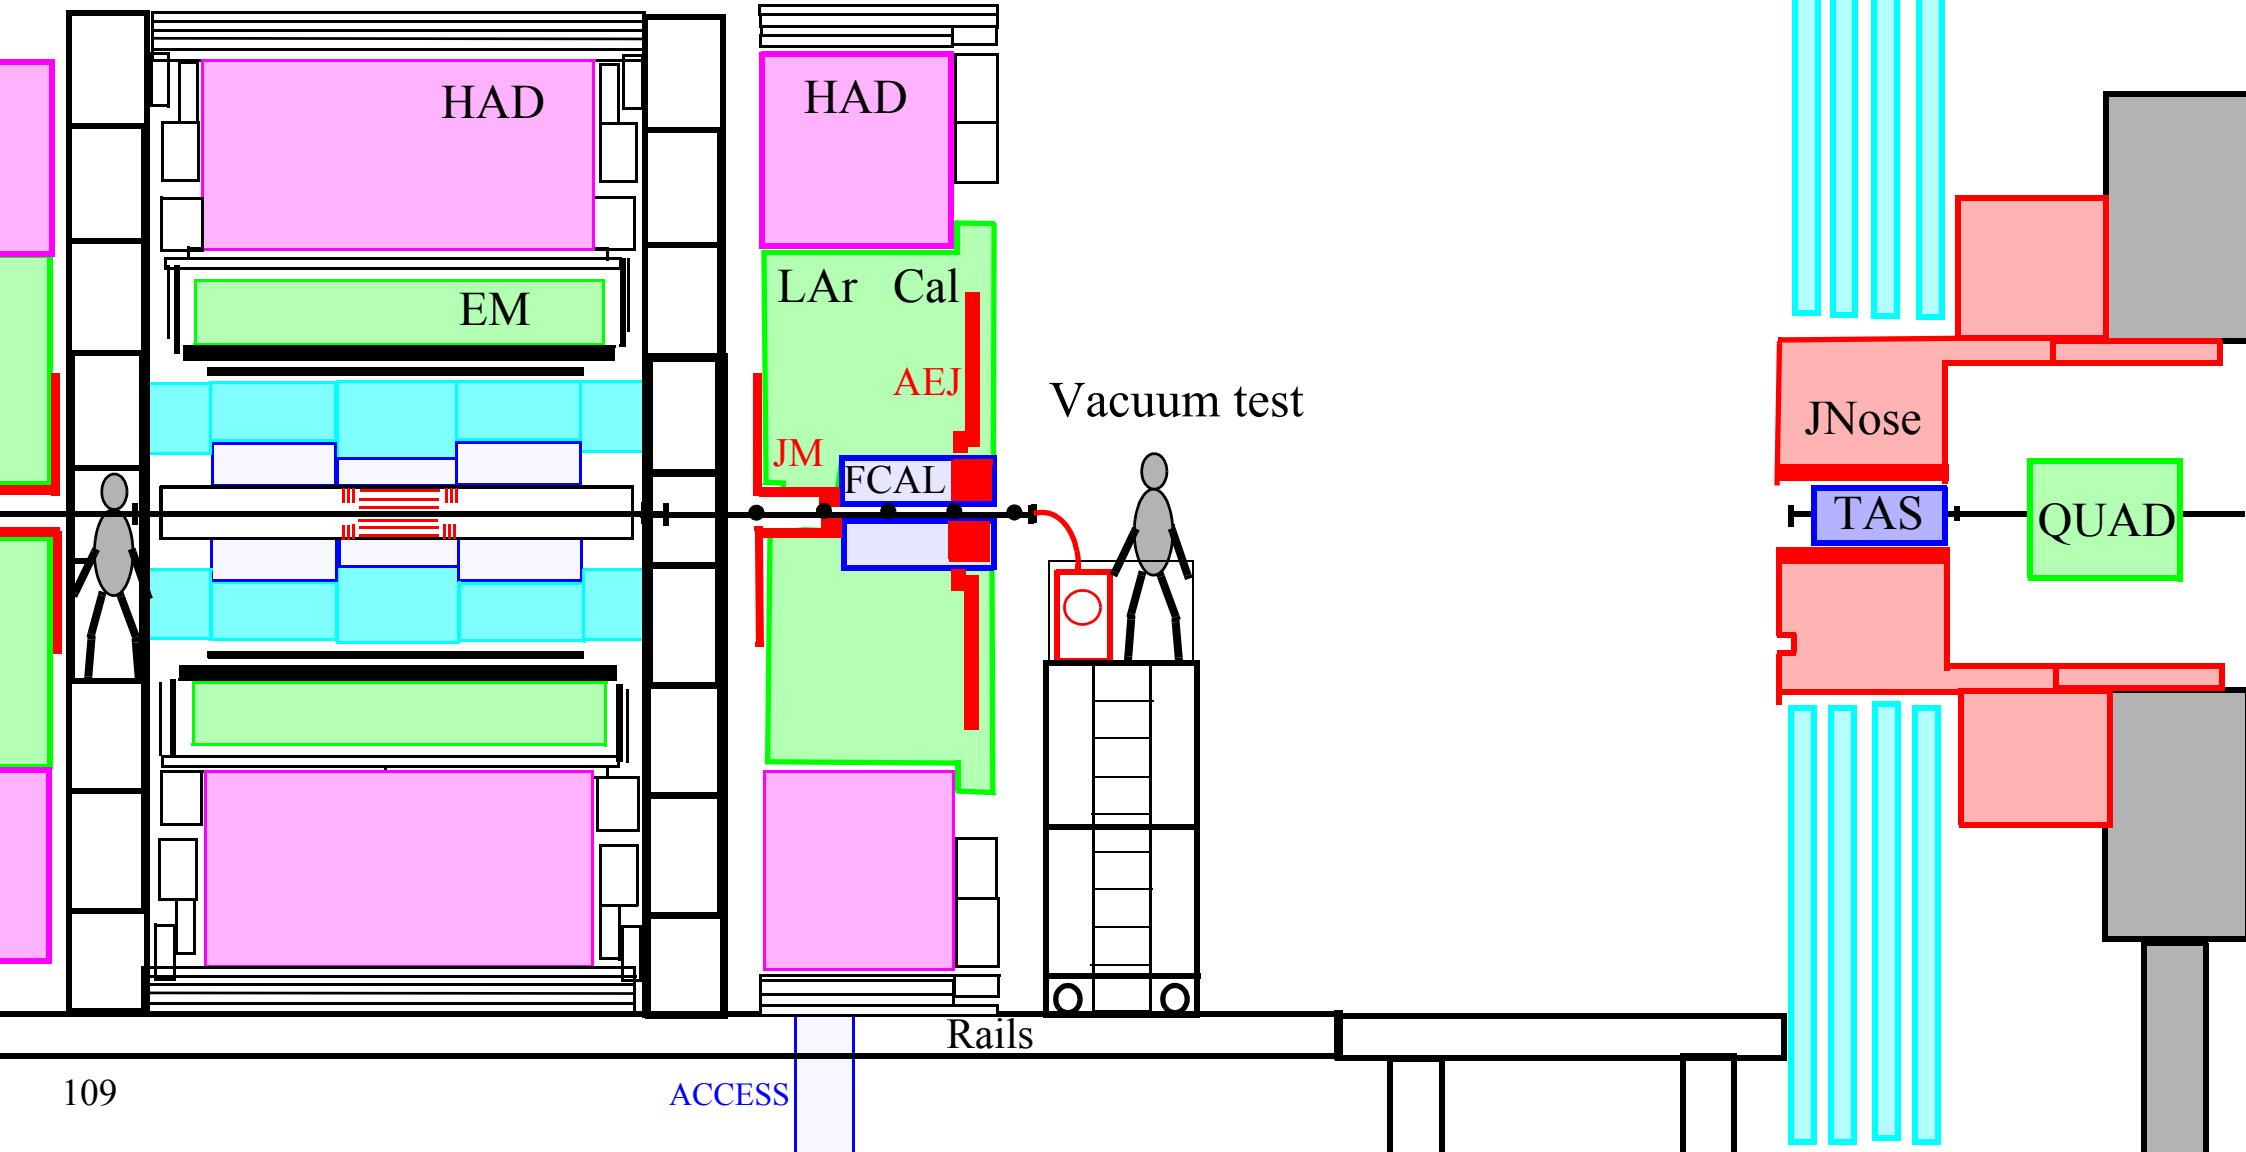 HAD
HAD
LAr Cal
EM
AEJ
Vacuum test
JNose
JM
FCAL
TAS
QUAD
Rails
109
ACCESS